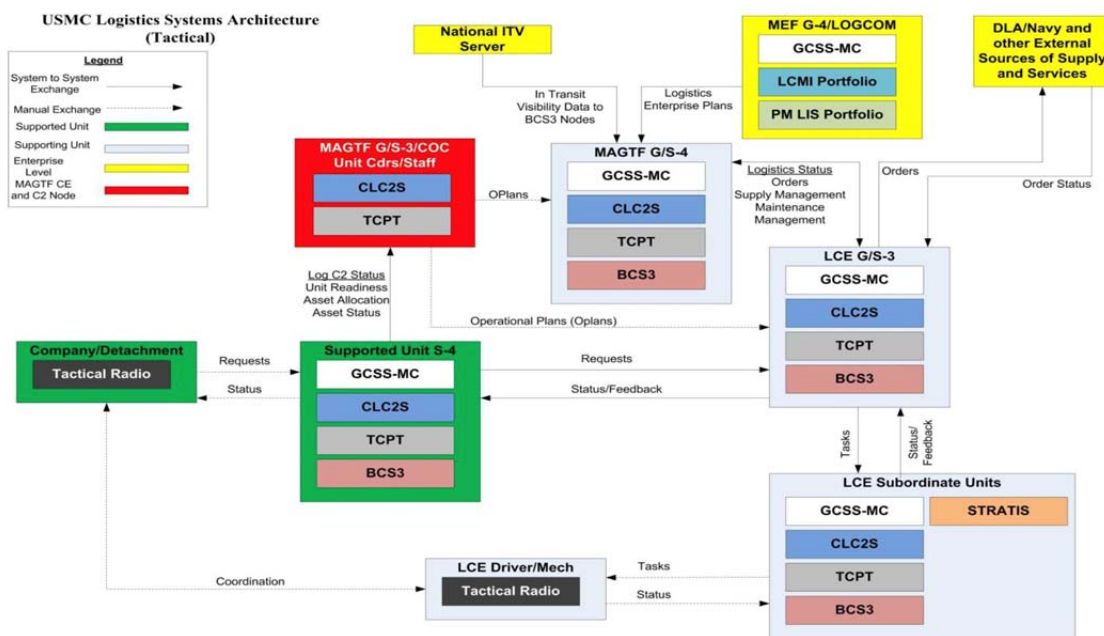 USMC Logistics Systems Architecture
(Tactical)
Legend
System to System
Exchange
Manual Exchange
Supported Unit
Supporting Unit
Enterprise
Level
MAGTF CE
and C2 Node
National ITV
Server
MEF G-4/LOGCOM
GCSS-MC
LCMI Portfolio
PM LIS Portfolio
DLA/Navy and
other External
Sources of Supply
and Services
In Transit
Visibility Data to
BCS3 Nodes
Logistics
Enterprise Plans
MAGTF G/S-3/COC
Unit Cdrs/Staff
CLC2S
TCPT
OPlans
MAGTF G/S-4
GCSS-MC
CLC2S
TCPT
BCS3
Logistics Status
Orders
Supply Management
Maintenance
Management
Orders
Order Status
LCE G/S-3
GCSS-MC
CLC2S
TCPT
BCS3
Log C2 Status
Unit Readiness
Asset Allocation
Asset Status
Operational Plans (Oplans)
Company/Detachment
Tactical Radio
Requests
Status
Supported Unit S-4
GCSS-MC
CLC2S
TCPT
BCS3
Requests
Status/Feedback
Tasks
Status/
Feedback
LCE Subordinate Units
GCSS-MC
STRATIS
CLC2S
TCPT
BCS3
Coordination
LCE Driver/Mech
Tactical Radio
Tasks
Status